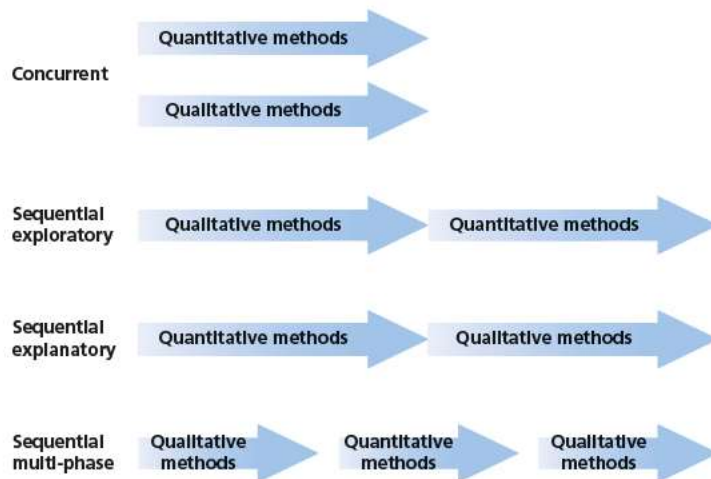 Quantitative methods
Concurrent
Qualitative methods
Sequential
exploratory
Qualitative methods
Quantitative methods
Sequential
explanatory
Quantitative methods
Qualitative methods
Sequential
multi-phase
Qualitative
methods
Quantitative
methods
Qualitative
methods